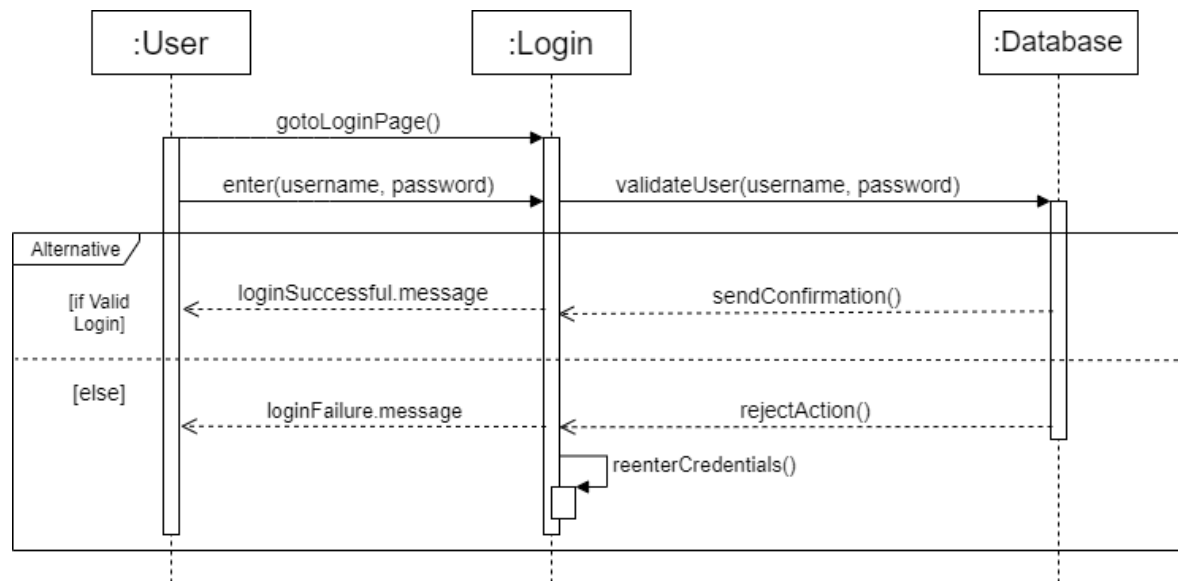 :User
:Login
:Database
gotoLoginPage()
enter(username, password)
validateUser(username, password)
Alternative
[if Valid
Login]
loginSuccessful.message
sendConfirmation()
[else]
loginFailure.message
rejectAction()
reenterCredentials()